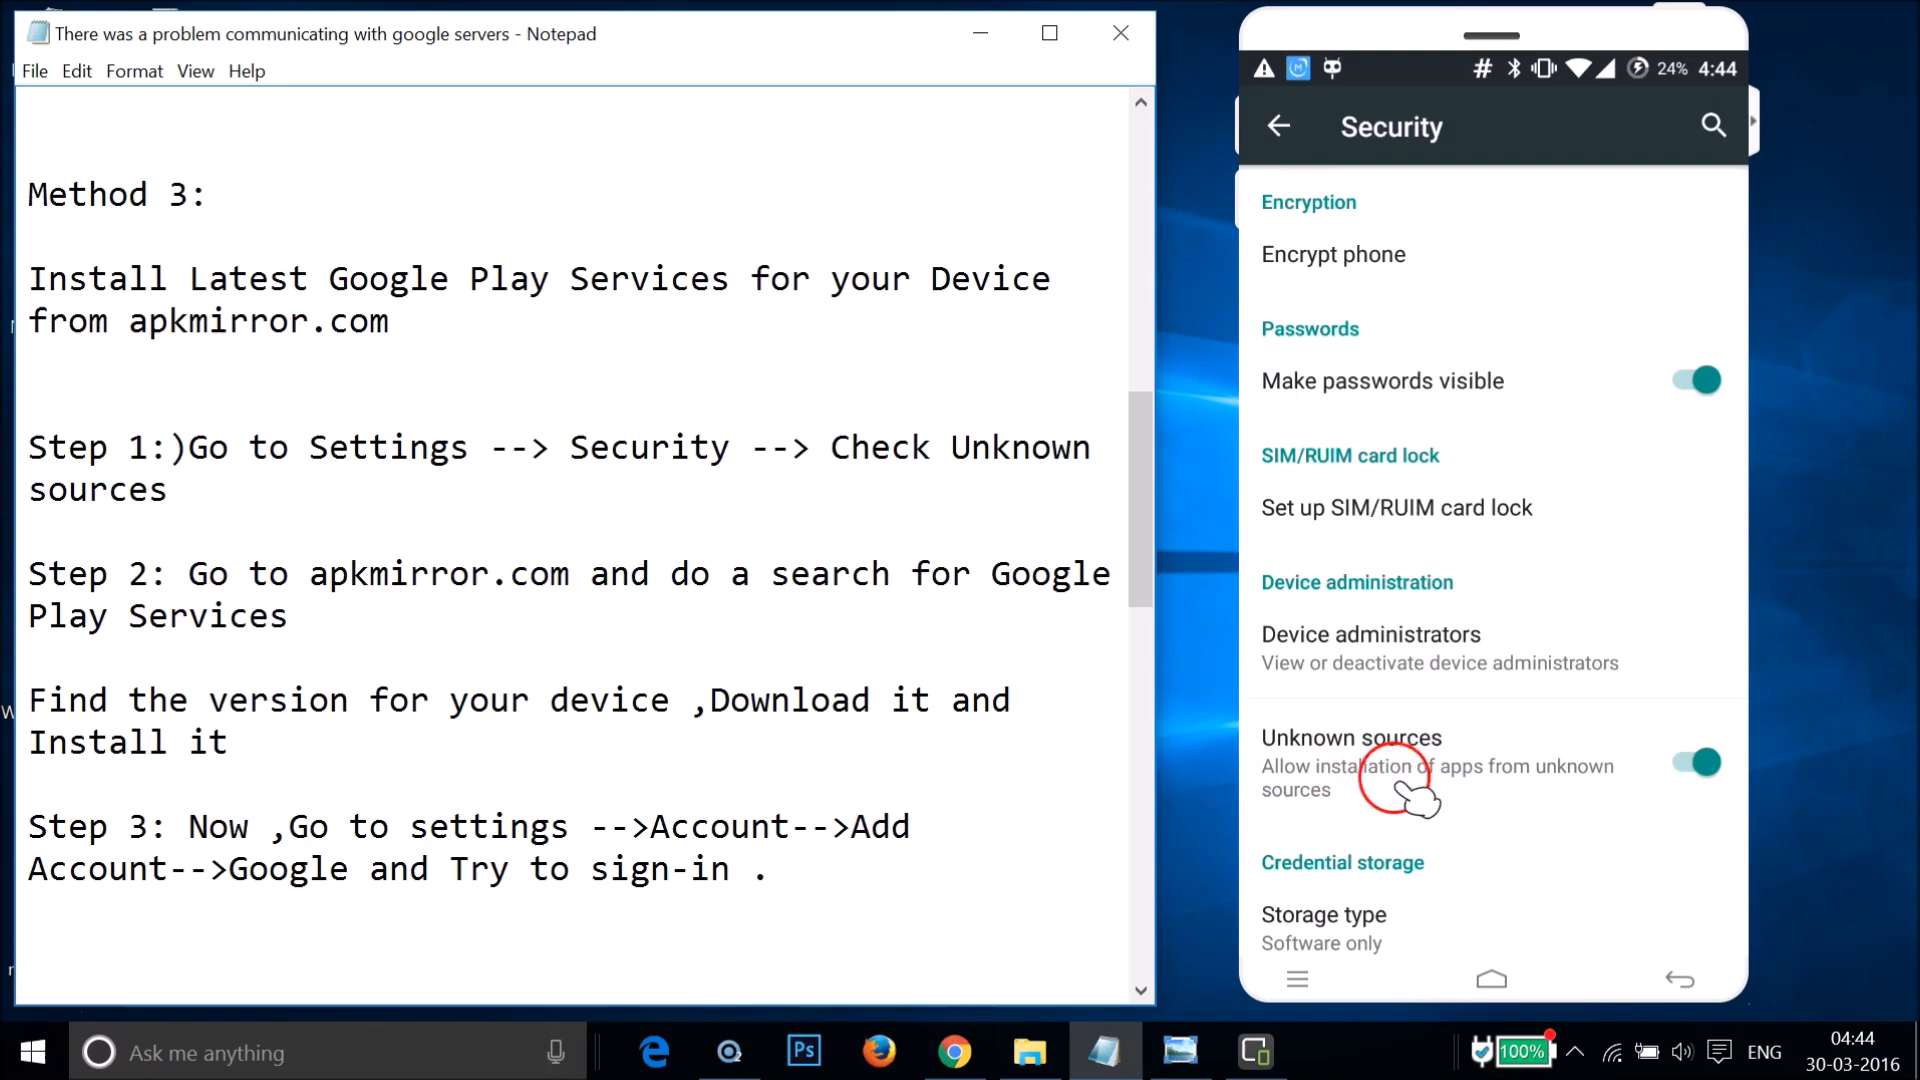 There was a problem communicating with google servers - Notepad
File Edit Format View Help
Method 3:
Install Latest Google Play Services for your Device
from apkmirror.com
Step 1:)Go to Settings --> Security --> Check Unknown
sources
Step 2: Go to apkmirror.com and do a search for Google
Play Services
Find the version for your device ,Download it and
Install it
Step 3: Now ,Go to settings -->Account-->Add
Account-->Google and Try to sign-in .
24% 4:44
Security
Encryption
Encrypt phone
Passwords
Make passwords visible
SIM/RUIM card lock
Set up SIM/RUIM card lock
Device administration
Device administrators
View or deactivate device administrators
Unknown sources
Allow installation of apps from unknown
sources
Credential storage
Storage type
Software only
Ask me anything
Ps
100%
ENG
04:44
30-03-2016